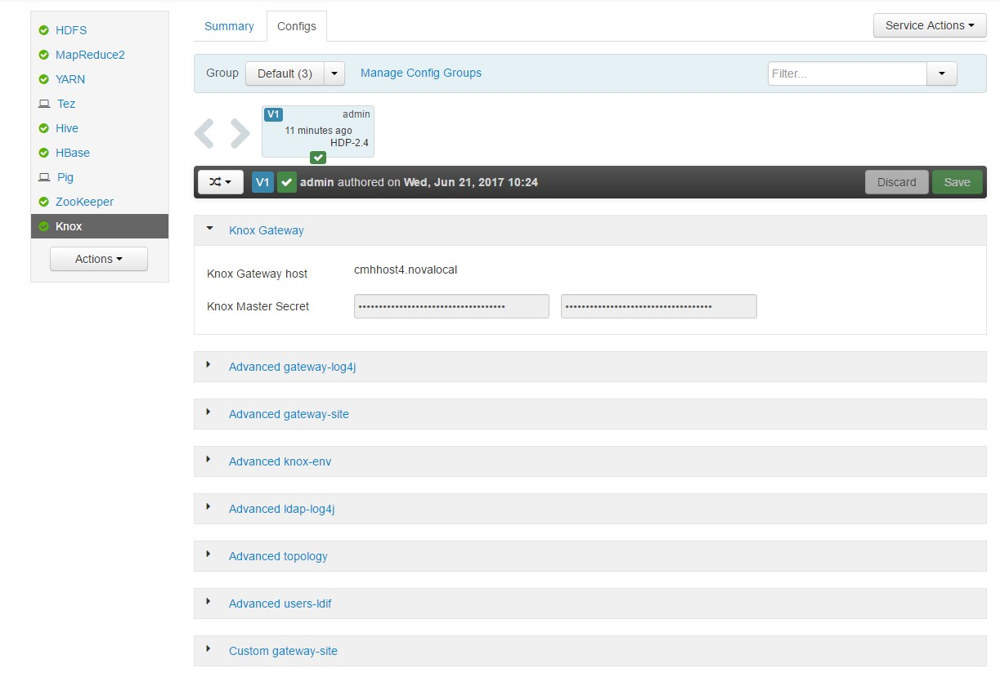 HDFS
MapReduce2
YARN
Tez
Hive
HBase
Pig
ZooKeeper
Knox
Actions
Summary
Configs
Service Actions
Group
Default (3)
Manage Config Groups
Filter...
V1
admin
11 minutes ago
HDP-2.4
V1
admin authored on Wed, Jun 21, 2017 10:24
Discard
Save
Knox Gateway
Knox Gateway host
cmhhost4.novalocal
Knox Master Secret
Advanced gateway-log4j
Advanced gateway-site
Advanced knox-env
Advanced ldap-log4j
Advanced topology
Advanced users-ldif
Custom gateway-site